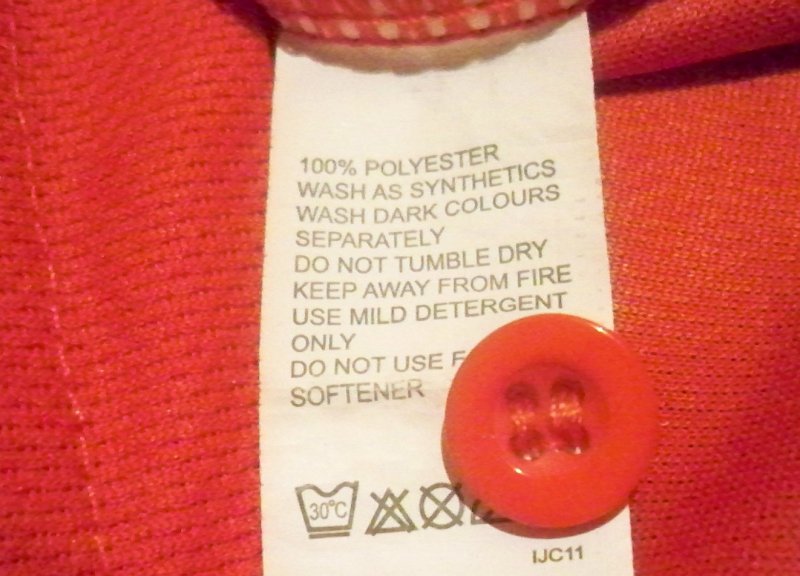 100% POLYESTER
WASH AS SYNTHETICS
WASH DARK COLOURS
SEPARATELY
DO NOT TUMBLE DRY
KEEP AWAY FROM FIRE
USE MILD DETERGENT
ONLY
DO NOT USE
SOFTENER
30°C
IJC11